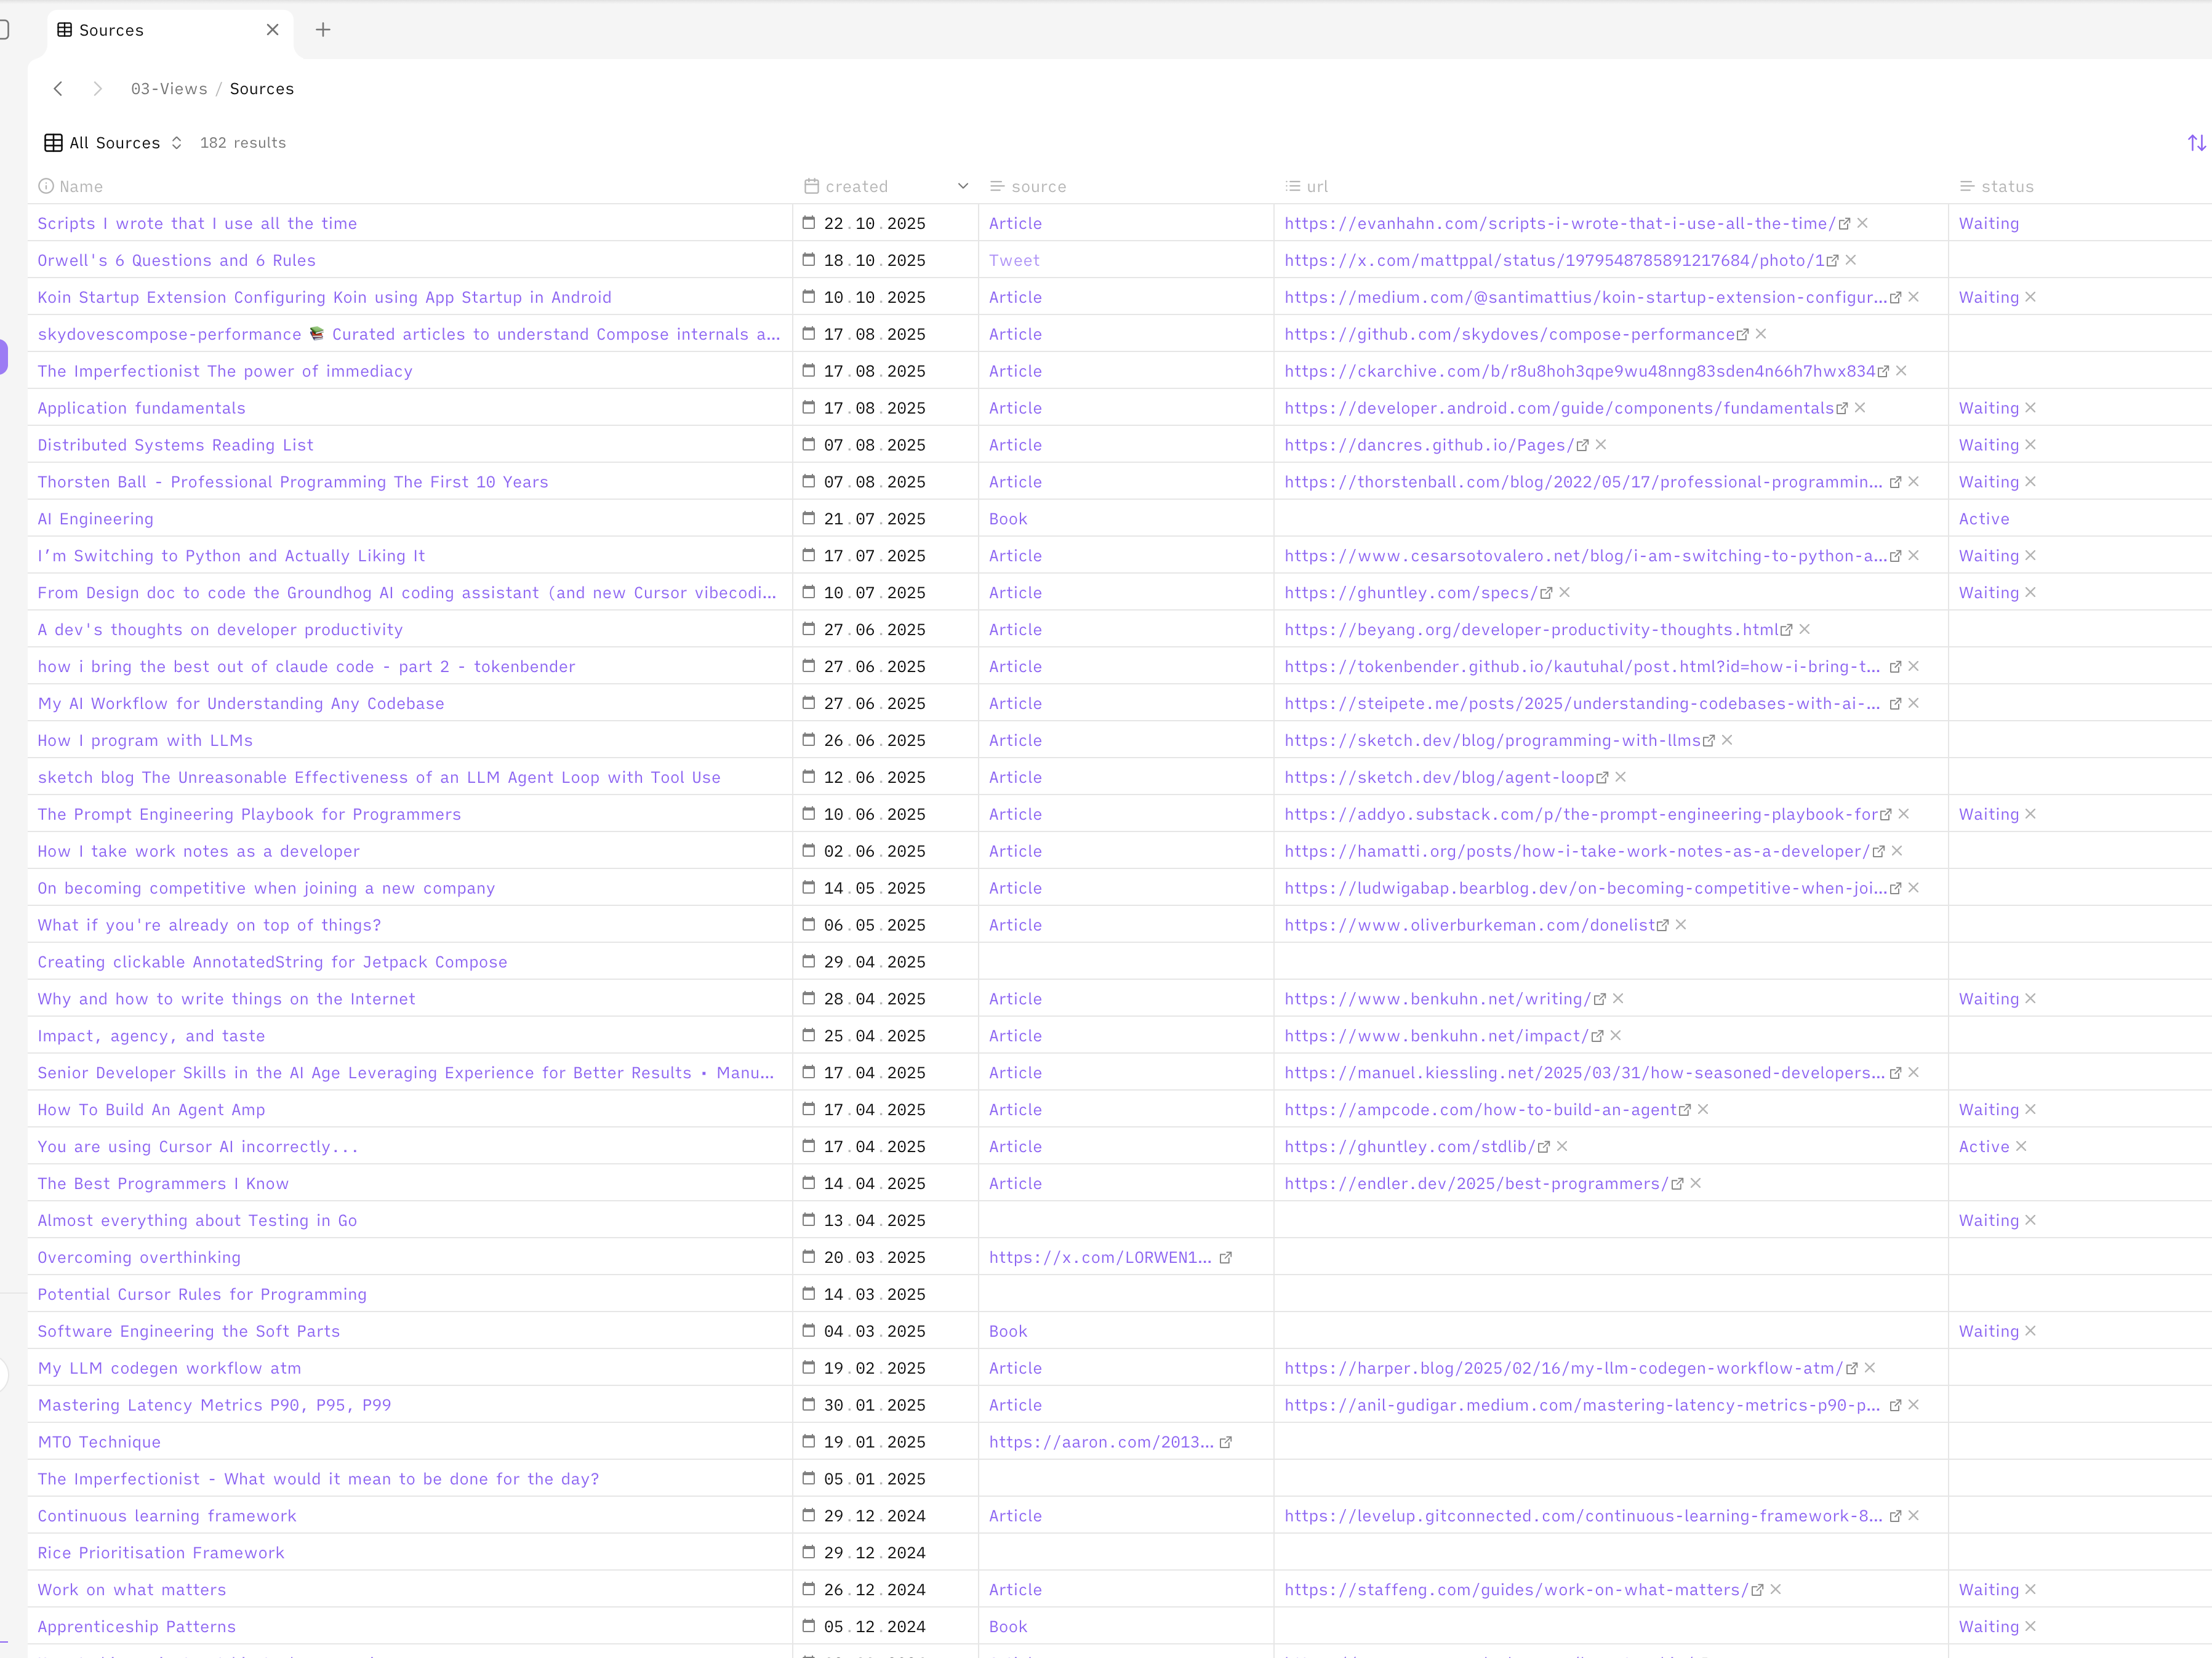 Sources
03-Views / Sources
All Sources 182 results
Name created source url status
Scripts I wrote that I use all the time 22.10.2025 Article https://evanhahn.com/scripts-i-wrote-that-i-use-all-the-time/ Waiting
Orwell's 6 Questions and 6 Rules 18.10.2025 Tweet https://x.com/mattppal/status/1979548785891217684/photo/1
Koin Startup Extension Configuring Koin using App Startup in Android 10.10.2025 Article https://medium.com/@santimattius/koin-startup-extension-configur... Waiting
skydovescompose-performance 📚 Curated articles to understand Compose internals a... 17.08.2025 Article https://github.com/skydoves/compose-performance
The Imperfectionist The power of immediacy 17.08.2025 Article https://ckarchive.com/b/r8u8hoh3qpe9wu48nng83sden4n66h7hwx834
Application fundamentals 17.08.2025 Article https://developer.android.com/guide/components/fundamentals Waiting
Distributed Systems Reading List 07.08.2025 Article https://dancres.github.io/Pages/ Waiting
Thorsten Ball - Professional Programming The First 10 Years 07.08.2025 Article https://thorstenball.com/blog/2022/05/17/professional-programmin... Waiting
AI Engineering 21.07.2025 Book Active
I’m Switching to Python and Actually Liking It 17.07.2025 Article https://www.cesarsotovalero.net/blog/i-am-switching-to-python-a... Waiting
From Design doc to code the Groundhog AI coding assistant (and new Cursor vibecodi... 10.07.2025 Article https://ghuntley.com/specs/ Waiting
A dev's thoughts on developer productivity 27.06.2025 Article https://beyang.org/developer-productivity-thoughts.html
how i bring the best out of claude code - part 2 - tokenbender 27.06.2025 Article https://tokenbender.github.io/kautuhal/post.html?id=how-i-bring-t...
My AI Workflow for Understanding Any Codebase 27.06.2025 Article https://steipete.me/posts/2025/understanding-codebases-with-ai-...
How I program with LLMs 26.06.2025 Article https://sketch.dev/blog/programming-with-llms
sketch blog The Unreasonable Effectiveness of an LLM Agent Loop with Tool Use 12.06.2025 Article https://sketch.dev/blog/agent-loop
The Prompt Engineering Playbook for Programmers 10.06.2025 Article https://addyo.substack.com/p/the-prompt-engineering-playbook-for Waiting
How I take work notes as a developer 02.06.2025 Article https://hamatti.org/posts/how-i-take-work-notes-as-a-developer/
On becoming competitive when joining a new company 14.05.2025 Article https://ludwigabap.bearblog.dev/on-becoming-competitive-when-joi...
What if you're already on top of things? 06.05.2025 Article https://www.oliverburkeman.com/donelist
Creating clickable AnnotatedString for Jetpack Compose 29.04.2025
Why and how to write things on the Internet 28.04.2025 Article https://www.benkuhn.net/writing/ Waiting
Impact, agency, and taste 25.04.2025 Article https://www.benkuhn.net/impact/
Senior Developer Skills in the AI Age Leveraging Experience for Better Results • Manu... 17.04.2025 Article https://manuel.kiessling.net/2025/03/31/how-seasoned-developers...
How To Build An Agent Amp 17.04.2025 Article https://ampcode.com/how-to-build-an-agent Waiting
You are using Cursor AI incorrectly... 17.04.2025 Article https://ghuntley.com/stdlib/ Active
The Best Programmers I Know 14.04.2025 Article https://endler.dev/2025/best-programmers/
Almost everything about Testing in Go 13.04.2025 Waiting
Overcoming overthinking 20.03.2025 https://x.com/LORWEN1...
Potential Cursor Rules for Programming 14.03.2025
Software Engineering the Soft Parts 04.03.2025 Book Waiting
My LLM codegen workflow atm 19.02.2025 Article https://harper.blog/2025/02/16/my-llm-codegen-workflow-atm/
Mastering Latency Metrics P90, P95, P99 30.01.2025 Article https://anil-gudigar.medium.com/mastering-latency-metrics-p90-p...
MTO Technique 19.01.2025 https://aaron.com/2013...
The Imperfectionist - What would it mean to be done for the day? 05.01.2025
Continuous learning framework 29.12.2024 Article https://levelup.gitconnected.com/continuous-learning-framework-8...
Rice Prioritisation Framework 29.12.2024
Work on what matters 26.12.2024 Article https://staffeng.com/guides/work-on-what-matters/ Waiting
Apprenticeship Patterns 05.12.2024 Book Waiting